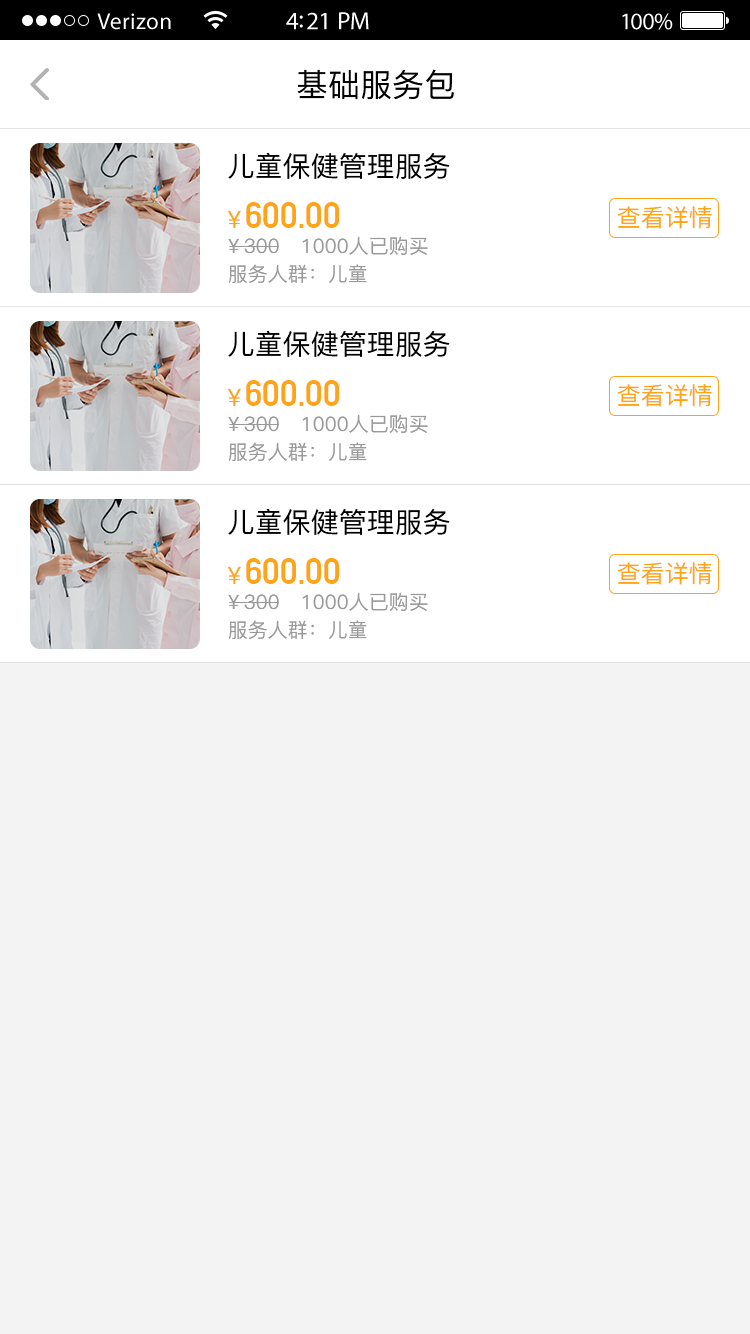 Verizon 4:21 PM 100%
基础服务包
儿童保健管理服务
¥600.00
查看详情
¥300 1000人已购买
服务人群：儿童
儿童保健管理服务
¥600.00
查看详情
¥300 1000人已购买
服务人群：儿童
儿童保健管理服务
¥600.00
查看详情
¥300 1000人已购买
服务人群：儿童